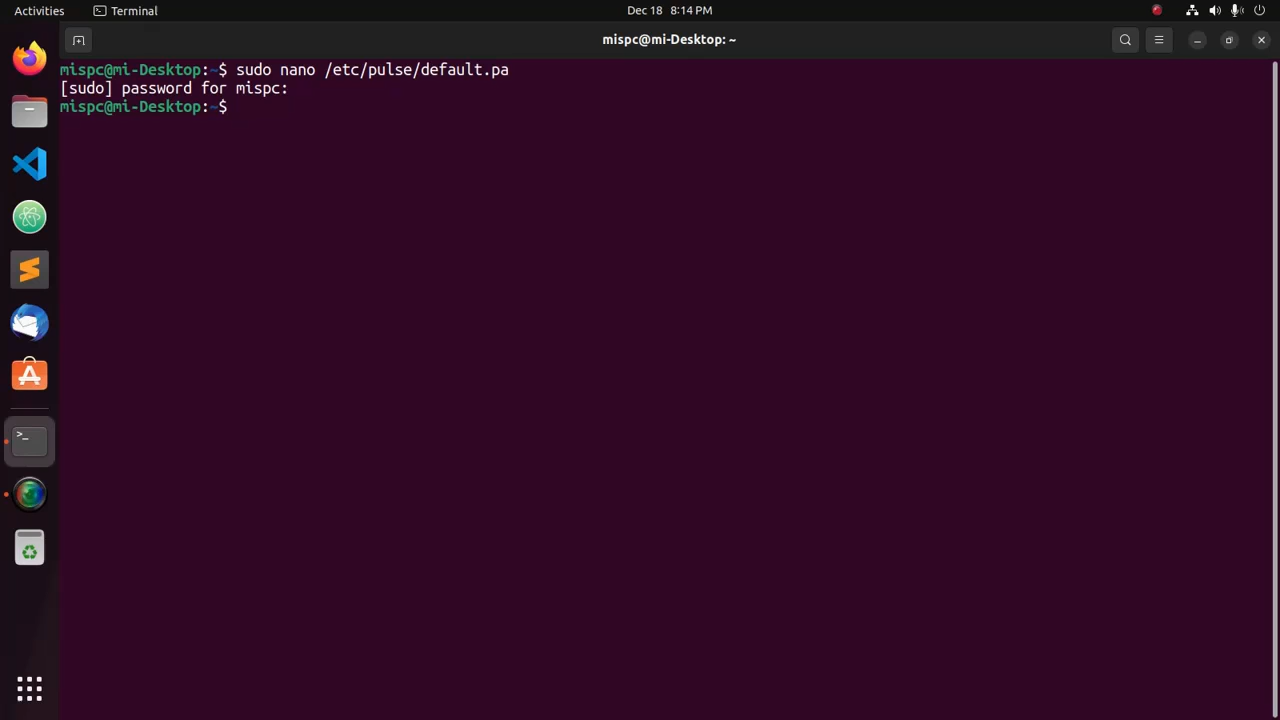 Activities Terminal Dec 18 8:14 PM
mispc@mi-Desktop: ~
mispc@mi-Desktop:~$ sudo nano /etc/pulse/default.pa
[sudo] password for mispc:
mispc@mi-Desktop:~$